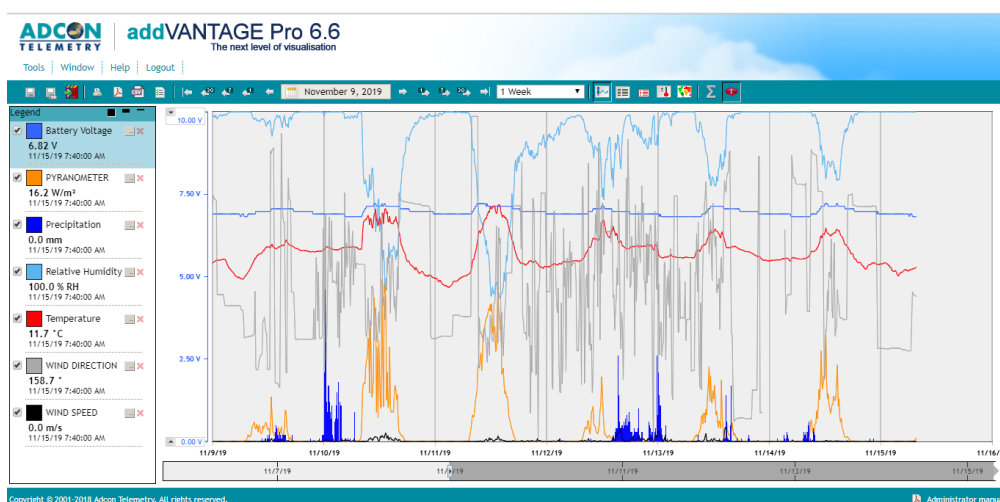 ADCON
TELEMETRY
addVANTAGE Pro 6.6
The next level of visualisation
Tools Window Help Logout
November 9, 2019
1 Week
Legend
Battery Voltage
6.82 V
11/15/19 7:40:00 AM
PYRANOMETER
16.2 W/m²
11/15/19 7:40:00 AM
Precipitation
0.0 mm
11/15/19 7:40:00 AM
Relative Humidity
100.0 % RH
11/15/19 7:40:00 AM
Temperature
11.7 °C
11/15/19 7:40:00 AM
WIND DIRECTION
158.7 °
11/15/19 7:40:00 AM
WIND SPEED
0.0 m/s
11/15/19 7:40:00 AM
10.00 V
7.50 V
5.00 V
2.50 V
0.00 V
11/9/19 11/10/19 11/11/19 11/12/19 11/13/19 11/14/19 11/15/19 11/16/
11/7/19 11/9/19 11/11/19 11/13/19 11/15/19
Copyright © 2001-2018 Adcon Telemetry. All rights reserved.
Administrator manu